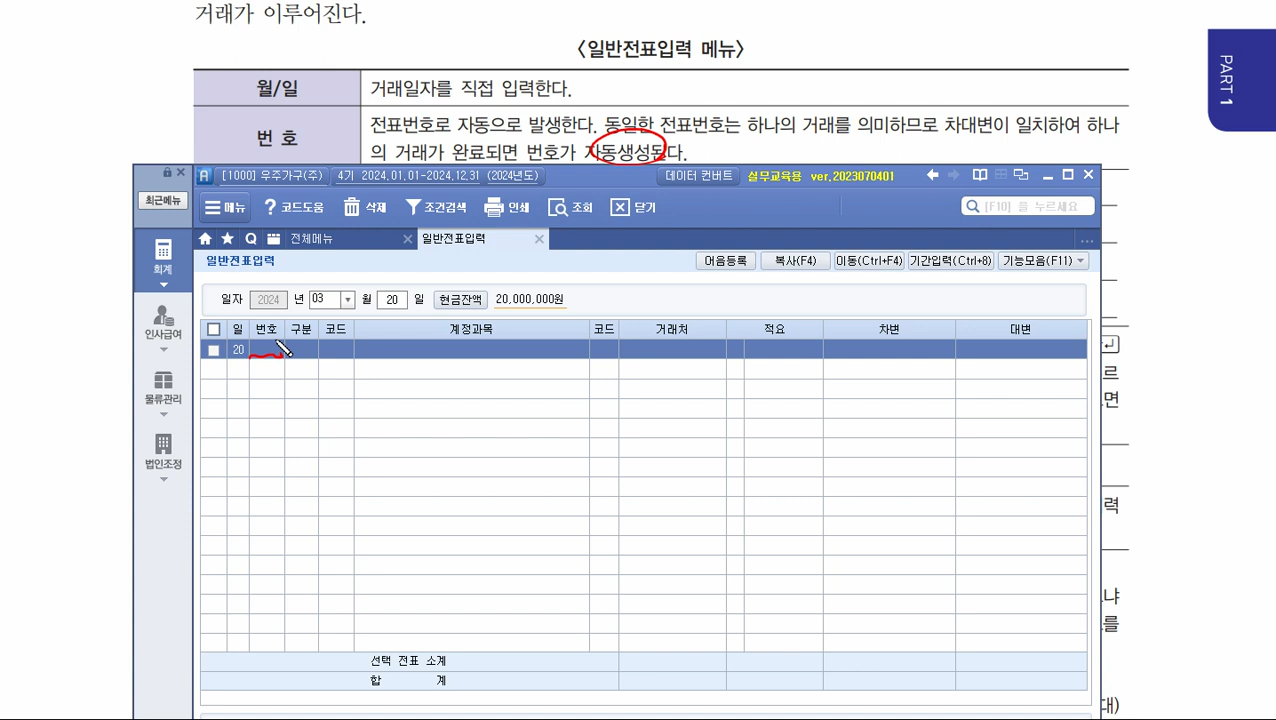 거래가 이루어진다.
〈일반전표입력 메뉴〉
PART 1
월/일
거래일자를 직접 입력한다.
번 호
전표번호로 자동으로 발생한다. 동일한 전표번호는 하나의 거래를 의미하므로 차대변이 일치하여 하나
의 거래가 완료되면 번호가 자동생성된다.
[1000] 우주가구(주) 4기 2024.01.01~2024.12.31 (2024년도) 데이터 컨버트 실무교육용 ver.2023070401
최근메뉴
메뉴 코드도움 삭제 조건검색 인쇄 조회 닫기 [F10] 을 누르세요
전체메뉴 일반전표입력
회계
일반전표입력 어음등록 복사(F4) 이동(Ctrl+F4) 기간입력(Ctrl+8) 기능모음(F11)
일자 2024 년 03 월 20 일 현금잔액 20,000,000원
일 번호 구분 코드 계정과목 코드 거래처 적요 차변 대변
20
인사급여
물류관리
법인조정
르
면
력
냐
를
선택 전표 소계
합 계
대)